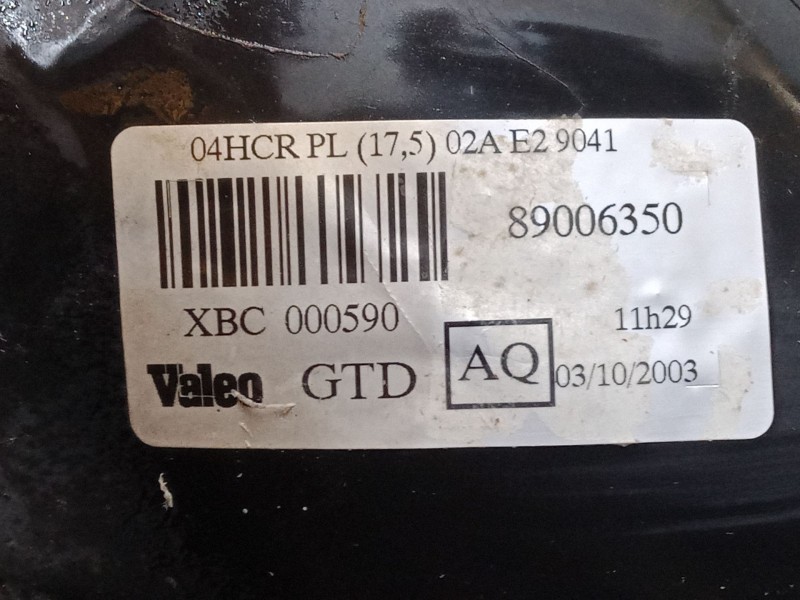 04HCR PL (17,5) 02A E2 9041
89006350
XBC 000590 11h29
Valeo GTD AQ 03/10/2003